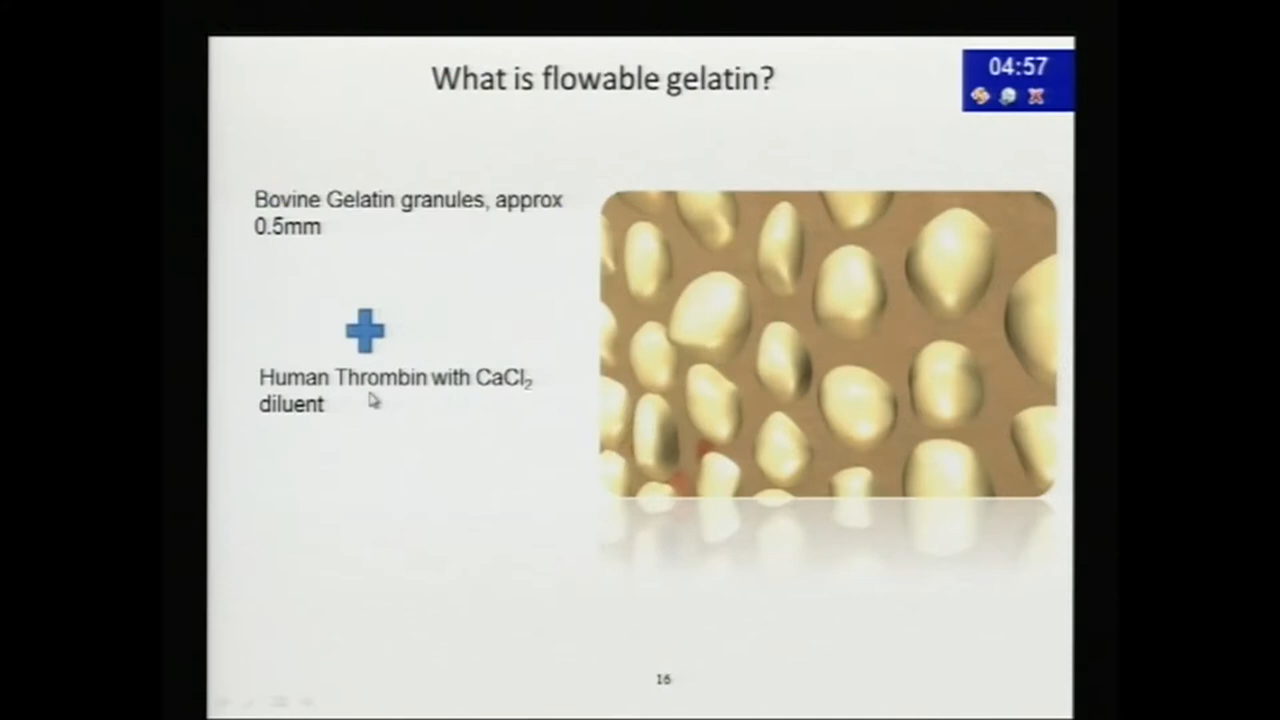 What is flowable gelatin?
04:57
Bovine Gelatin granules, approx
0.5mm
Human Thrombin with CaCl₂
diluent
16